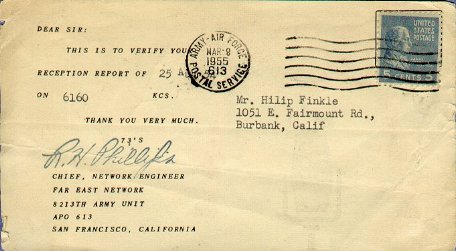 DEAR SIR:
THIS IS TO VERIFY YOU
RECEPTION REPORT OF 25
ON 6160 KCS.
THANK YOU VERY MUCH.
73'S
R.H. Phillips
CHIEF, NETWORK ENGINEER
FAR EAST NETWORK
8213TH ARMY UNIT
APO 613
SAN FRANCISCO, CALIFORNIA
ARMY-AIR FORCE
MAR-8
1955
613
POSTAL SERVICE
UNITED
STATES
POSTAGE
CENTS
Mr. Hilip Finkle
1051 E. Fairmount Rd.,
Burbank, Calif